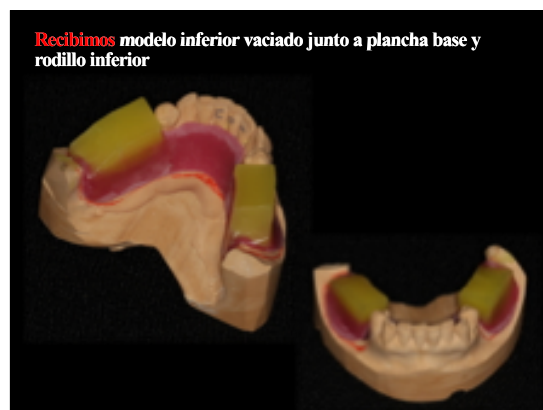 Recibimos modelo inferior vaciado junto a plancha base y
rodillo inferior